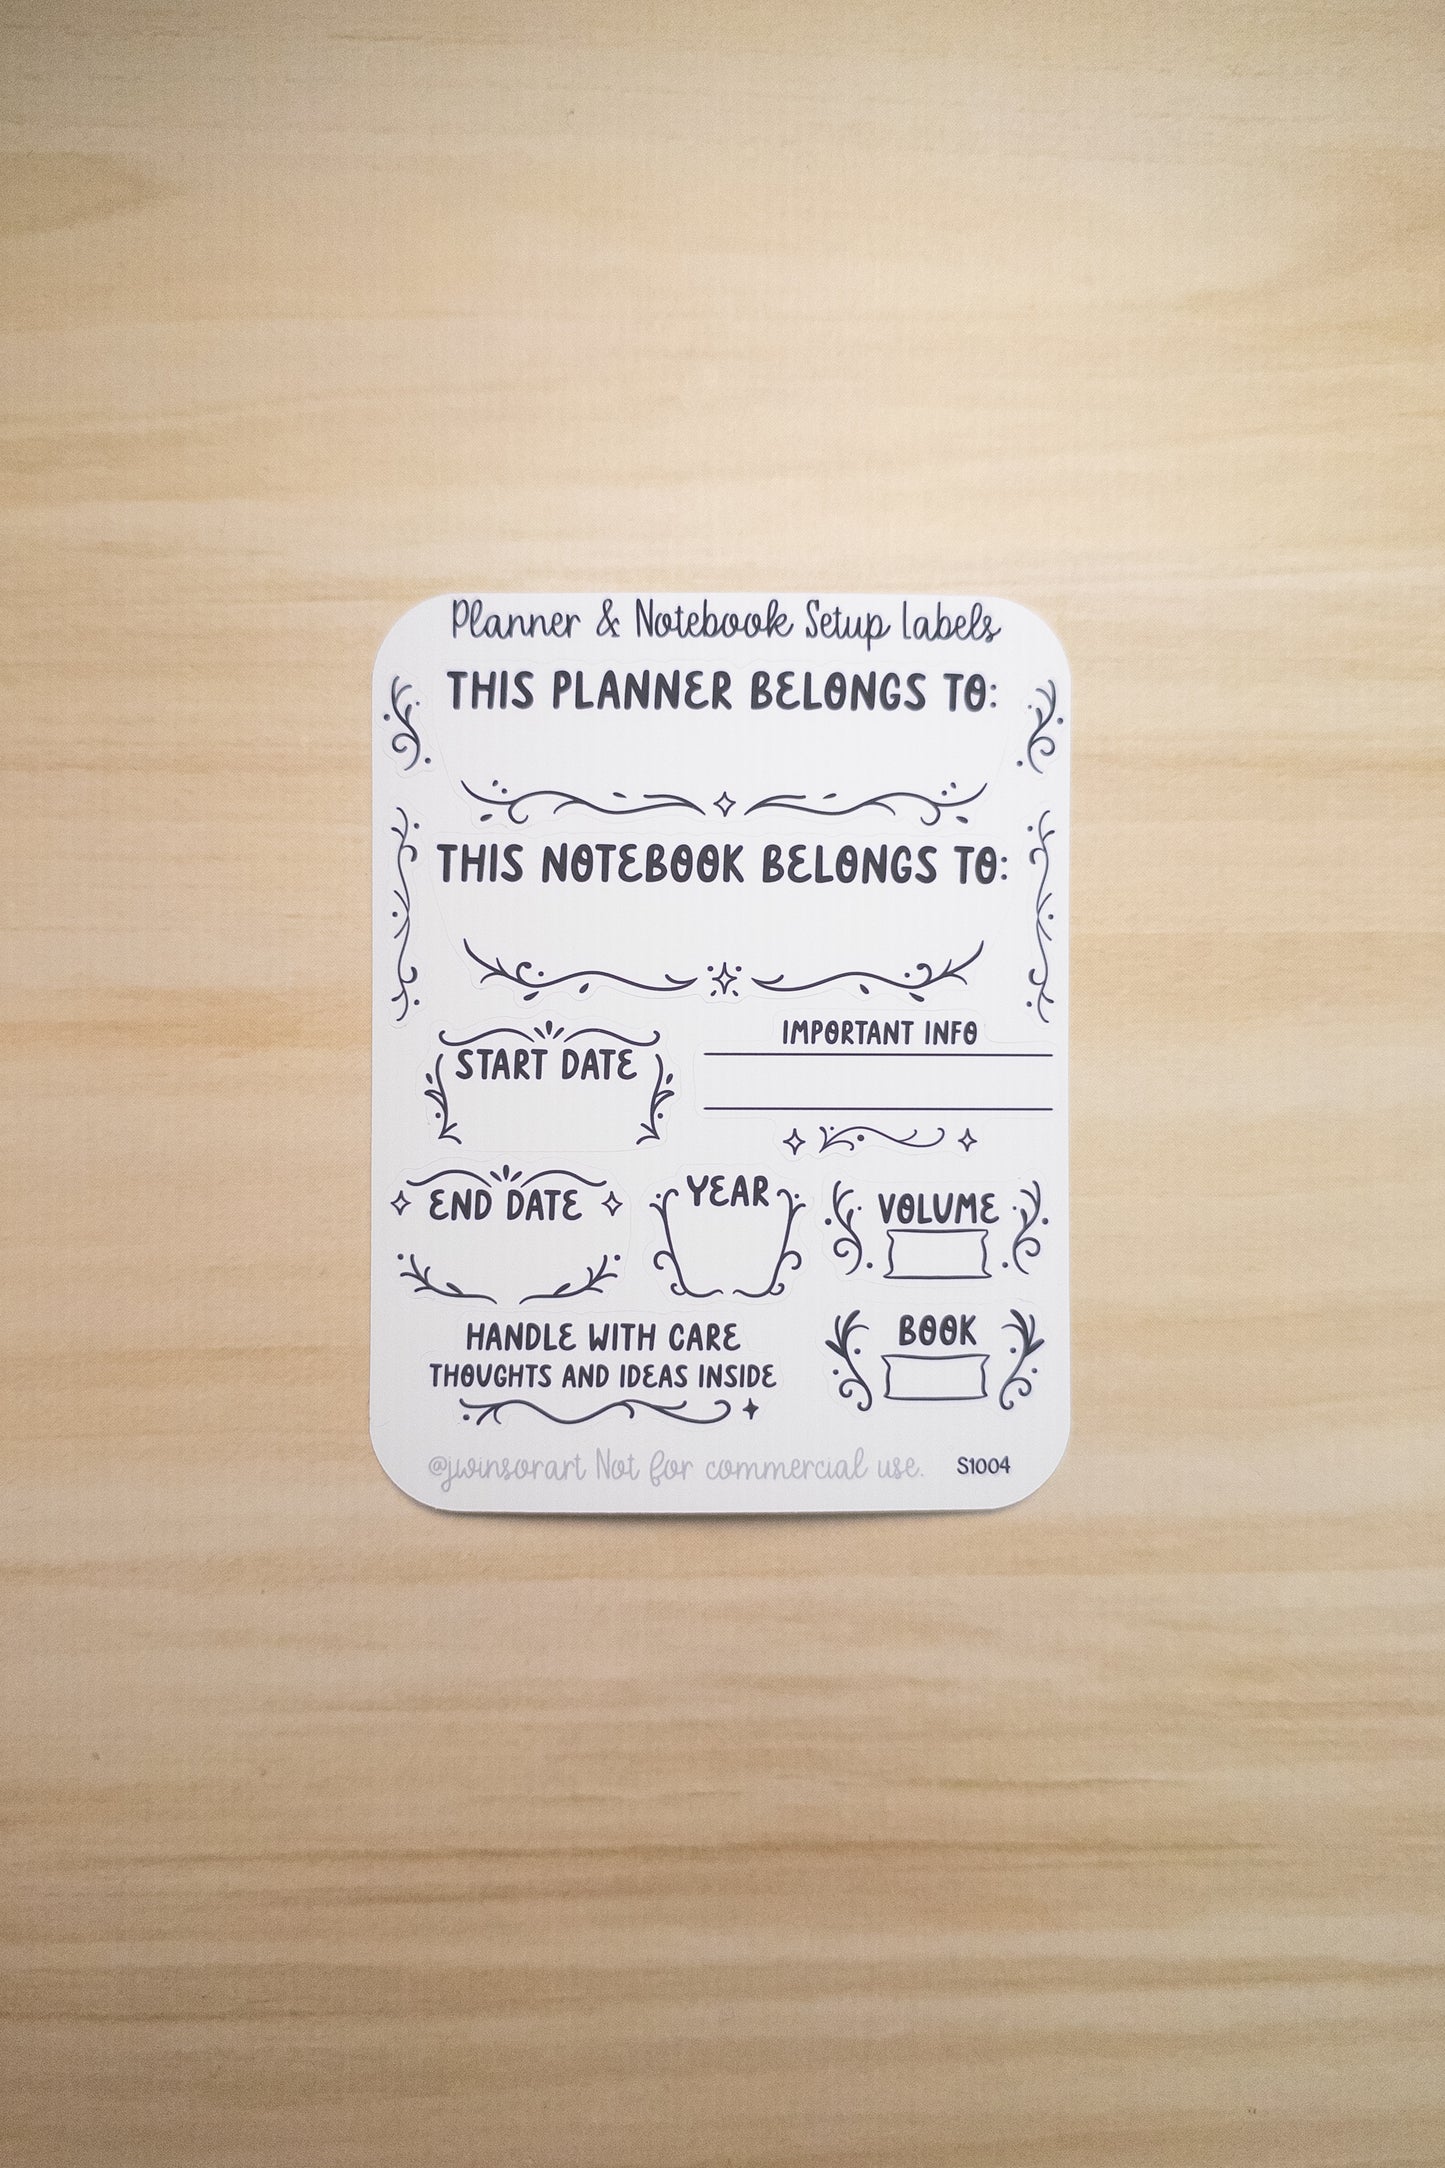 Planner & Notebook Setup Labels
THIS PLANNER BELONGS TO:
THIS NOTEBOOK BELONGS TO:
START DATE
IMPORTANT INFO
END DATE
YEAR
VOLUME
HANDLE WITH CARE
THOUGHTS AND IDEAS INSIDE
BOOK
@jwinsorart Not for commercial use.
S1004